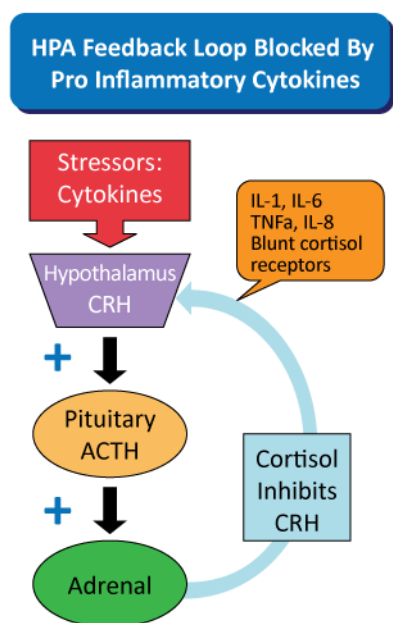 HPA Feedback Loop Blocked By
Pro Inflammatory Cytokines
Stressors:
Cytokines
IL-1, IL-6
TNFa, IL-8
Blunt cortisol
receptors
Hypothalamus
CRH
+
Pituitary
ACTH
+
Cortisol
Inhibits
CRH
Adrenal